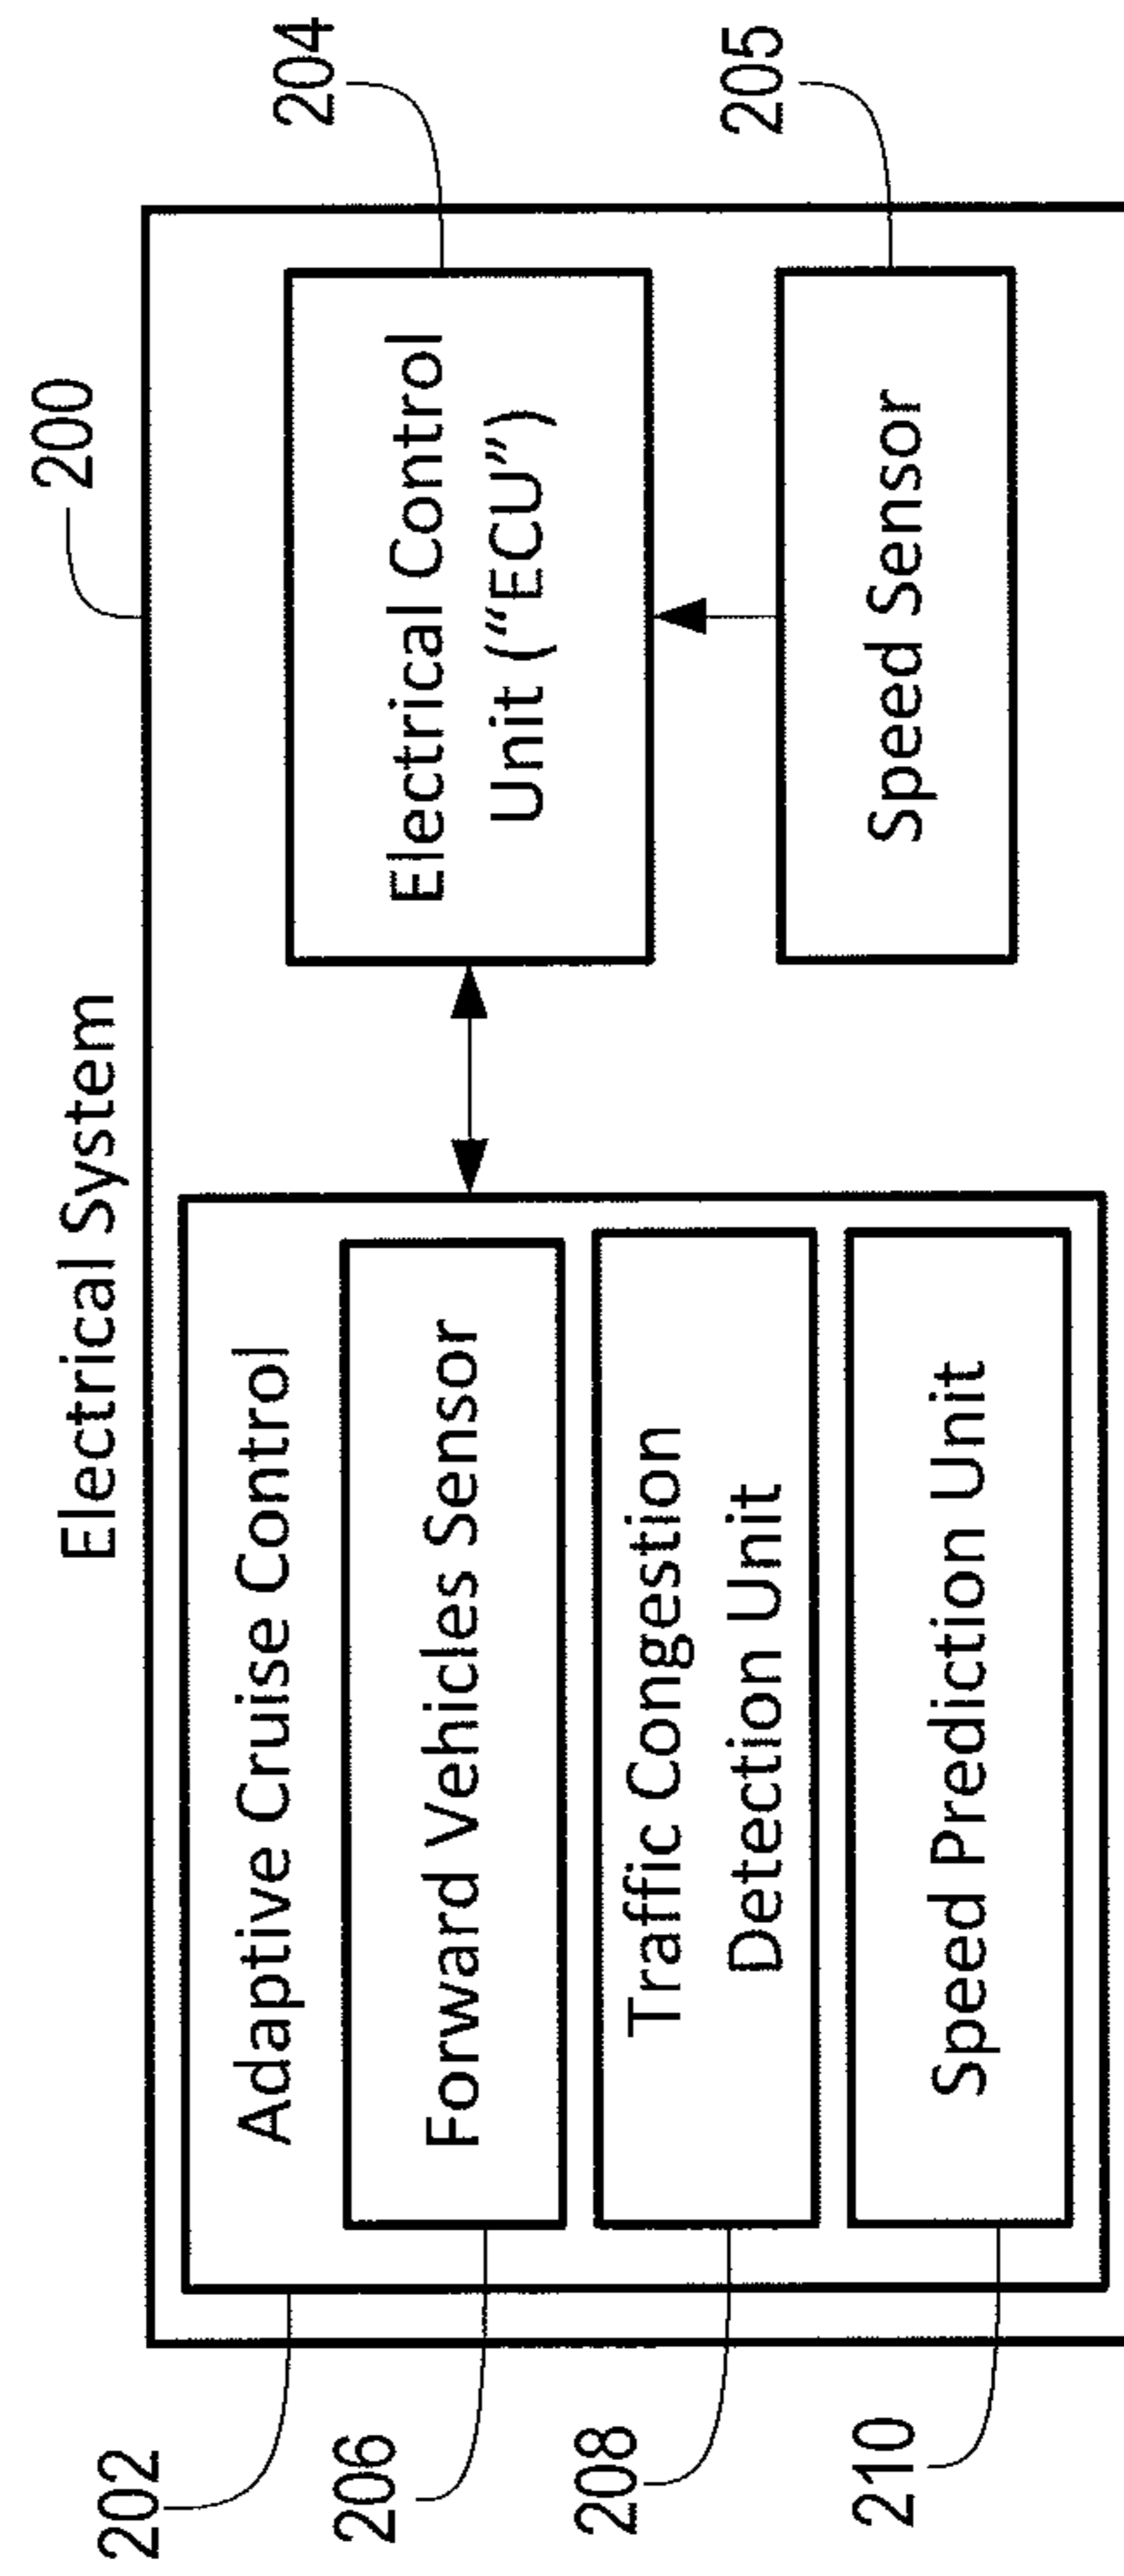 Electrical System
200
202
Adaptive Cruise Control
206
Forward Vehicles Sensor
208
Traffic Congestion
Detection Unit
210
Speed Prediction Unit
204
Electrical Control
Unit (“ECU”)
205
Speed Sensor